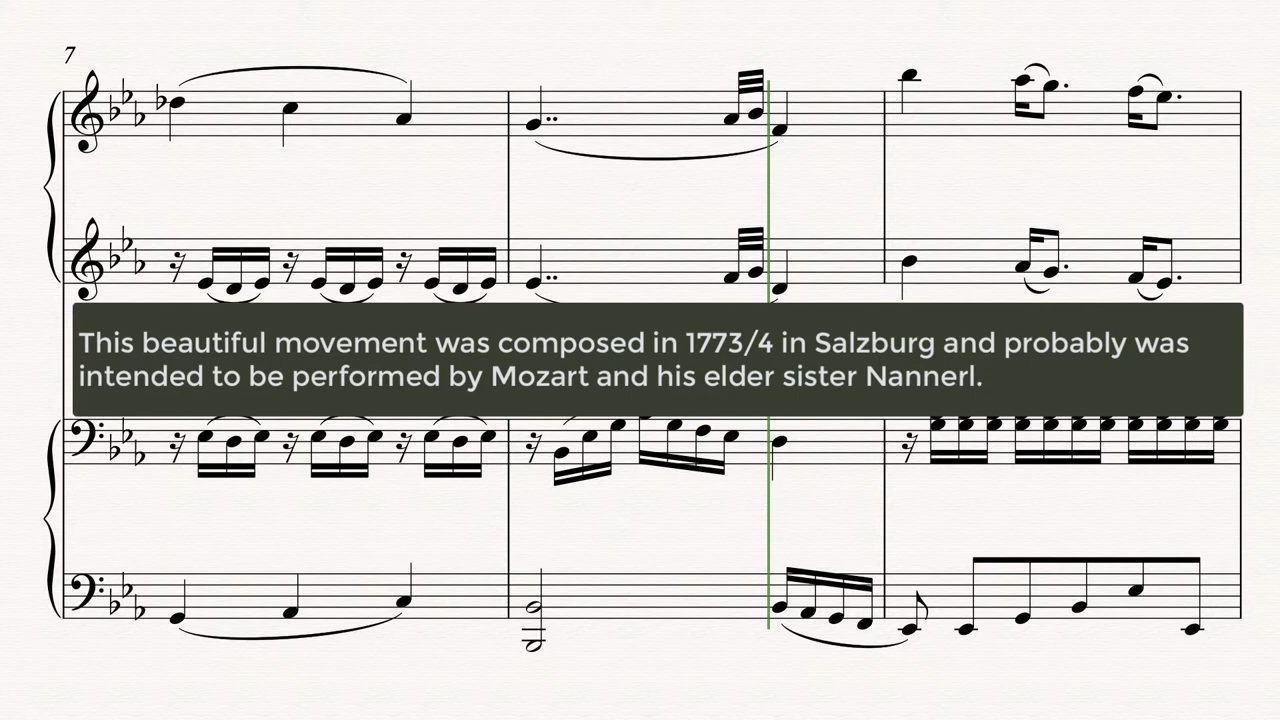 7
This beautiful movement was composed in 1773/4 in Salzburg and probably was
intended to be performed by Mozart and his elder sister Nannerl.